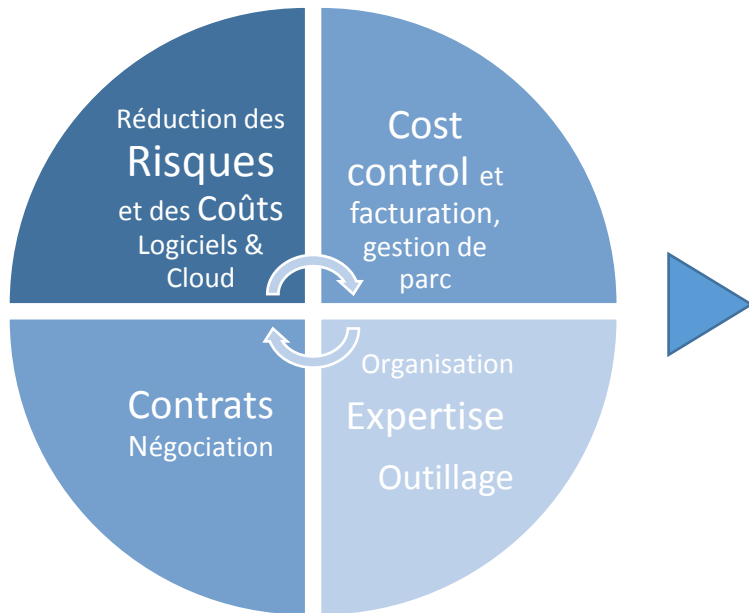 Réduction des
Risques
et des Coûts
Logiciels &
Cloud
Cost
control et
facturation,
gestion de
parc
Contrats
Négociation
Organisation
Expertise
Outillage